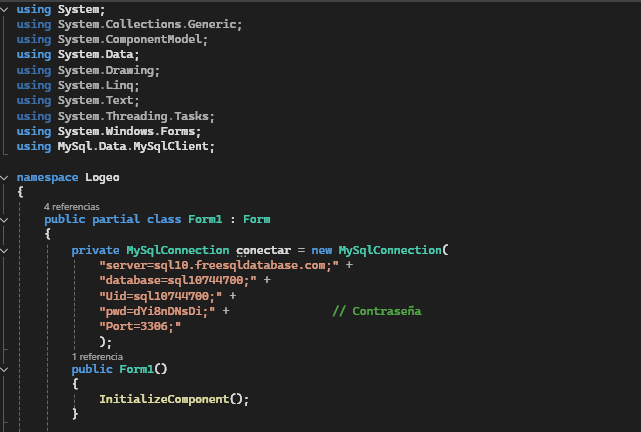 using System;
using System.Collections.Generic;
using System.ComponentModel;
using System.Data;
using System.Drawing;
using System.Linq;
using System.Text;
using System.Threading.Tasks;
using System.Windows.Forms;
using MySql.Data.MySqlClient;
namespace Logeo
{
4 referencias
public partial class Form1 : Form
{
private MySqlConnection conectar = new MySqlConnection(
"server=sql10.freesqldatabase.com;" +
"database=sql10744700;" +
"Uid=sql10744700;" +
"pwd=dYi8nDNsDi;" + // Contraseña
"Port=3306;"
);
1 referencia
public Form1()
{
InitializeComponent();
}